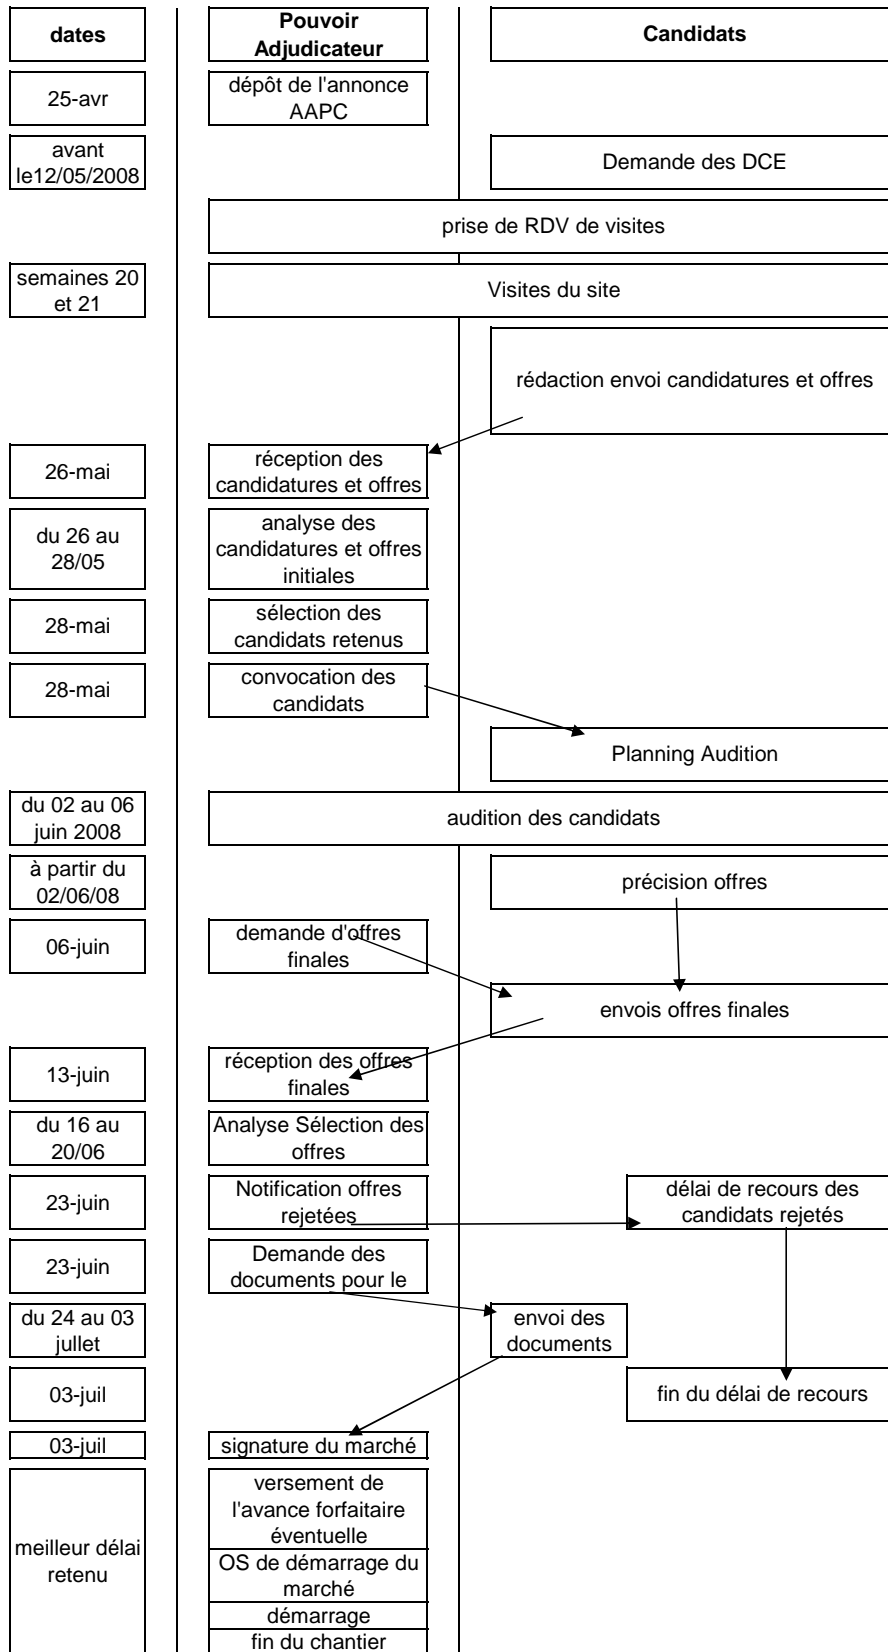 dates
Pouvoir
Adjudicateur
Candidats
25-avr
dépôt de l'annonce
AAPC
avant
le12/05/2008
Demande des DCE
prise de RDV de visites
semaines 20
et 21
Visites du site
rédaction envoi candidatures et offres
26-mai
réception des
candidatures et offres
du 26 au
28/05
analyse des
candidatures et offres
initiales
28-mai
sélection des
candidats retenus
28-mai
convocation des
candidats
Planning Audition
du 02 au 06
juin 2008
audition des candidats
à partir du
02/06/08
précision offres
06-juin
demande d'offres
finales
envois offres finales
13-juin
réception des offres
finales
du 16 au
20/06
Analyse Sélection des
offres
23-juin
Notification offres
rejetées
délai de recours des
candidats rejetés
23-juin
Demande des
documents pour le
du 24 au 03
jullet
envoi des
documents
03-juil
fin du délai de recours
03-juil
signature du marché
meilleur délai
retenu
versement de
l'avance forfaitaire
éventuelle
OS de démarrage du
marché
démarrage
fin du chantier